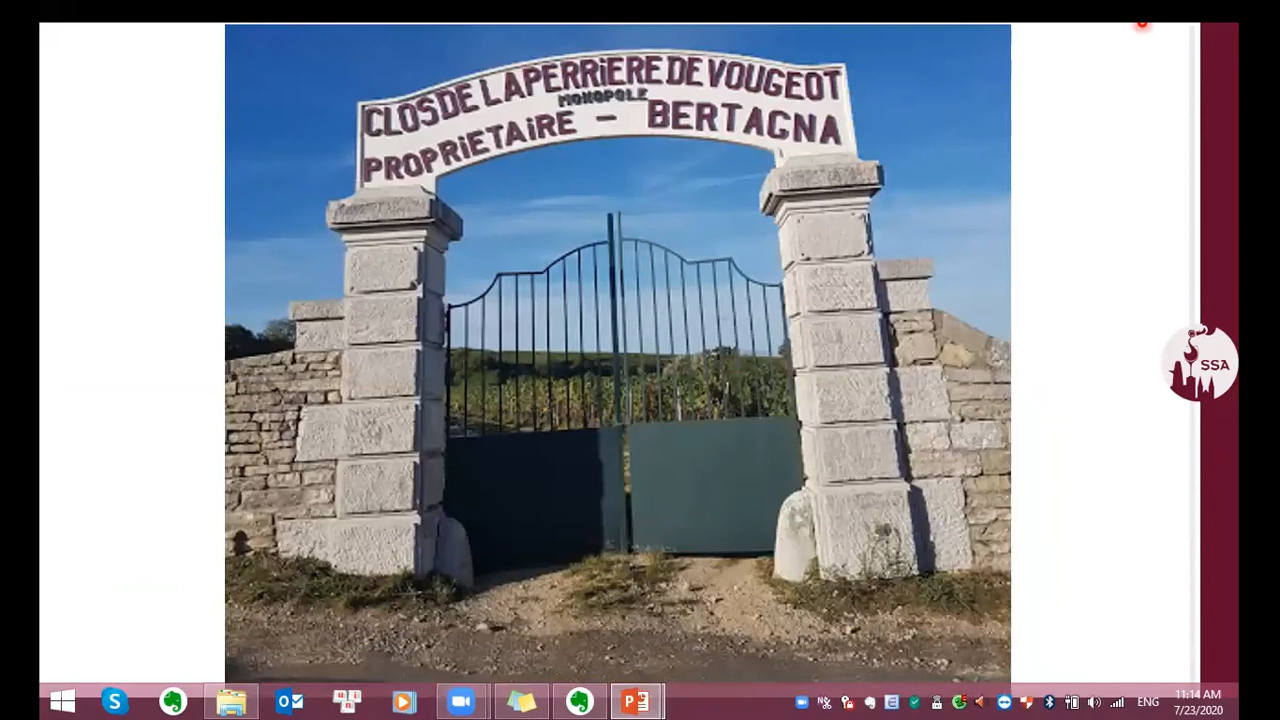 CLOS DE LA PERRiERE DE VOUGEOT
MONOPOLE
PROPRiETAiRE - BERTAGNA
SSA
ENG
11:14 AM
7/23/2020